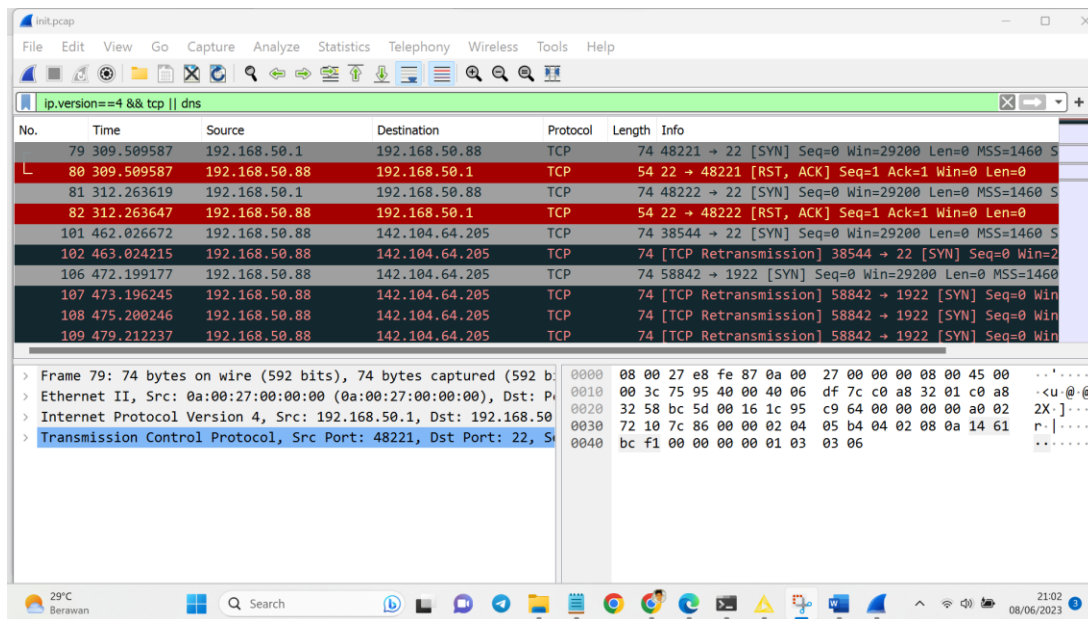 init.pcap
File Edit View Go Capture Analyze Statistics Telephony Wireless Tools Help
ip.version==4 && tcp || dns
No. Time Source Destination Protocol Length Info
79 309.509587 192.168.50.1 192.168.50.88 TCP 74 48221 → 22 [SYN] Seq=0 Win=29200 Len=0 MSS=1460 S
80 309.509587 192.168.50.88 192.168.50.1 TCP 54 22 → 48221 [RST, ACK] Seq=1 Ack=1 Win=0 Len=0
81 312.263619 192.168.50.1 192.168.50.88 TCP 74 48222 → 22 [SYN] Seq=0 Win=29200 Len=0 MSS=1460 S
82 312.263647 192.168.50.88 192.168.50.1 TCP 54 22 → 48222 [RST, ACK] Seq=1 Ack=1 Win=0 Len=0
101 462.026672 192.168.50.88 142.104.64.205 TCP 74 38544 → 22 [SYN] Seq=0 Win=29200 Len=0 MSS=1460 S
102 463.024215 192.168.50.88 142.104.64.205 TCP 74 [TCP Retransmission] 38544 → 22 [SYN] Seq=0 Win=2
106 472.199177 192.168.50.88 142.104.64.205 TCP 74 58842 → 1922 [SYN] Seq=0 Win=29200 Len=0 MSS=1460
107 473.196245 192.168.50.88 142.104.64.205 TCP 74 [TCP Retransmission] 58842 → 1922 [SYN] Seq=0 Win
108 475.200246 192.168.50.88 142.104.64.205 TCP 74 [TCP Retransmission] 58842 → 1922 [SYN] Seq=0 Win
109 479.212237 192.168.50.88 142.104.64.205 TCP 74 [TCP Retransmission] 58842 → 1922 [SYN] Seq=0 Win
Frame 79: 74 bytes on wire (592 bits), 74 bytes captured (592 b
Ethernet II, Src: 0a:00:27:00:00:00 (0a:00:27:00:00:00), Dst: P
Internet Protocol Version 4, Src: 192.168.50.1, Dst: 192.168.50
Transmission Control Protocol, Src Port: 48221, Dst Port: 22, S
0000 08 00 27 e8 fe 87 0a 00 27 00 00 00 08 00 45 00 ··'·····
0010 00 3c 75 95 40 00 40 06 df 7c c0 a8 32 01 c0 a8 ·<u·@·@
0020 32 58 bc 5d 00 16 1c 95 c9 64 00 00 00 00 a0 02 2X·]····
0030 72 10 7c 86 00 00 02 04 05 b4 04 02 08 0a 14 61 r·|·····
0040 bc f1 00 00 00 00 01 03 03 06 ········
29°C
Berawan
Search
21:02
08/06/2023
3